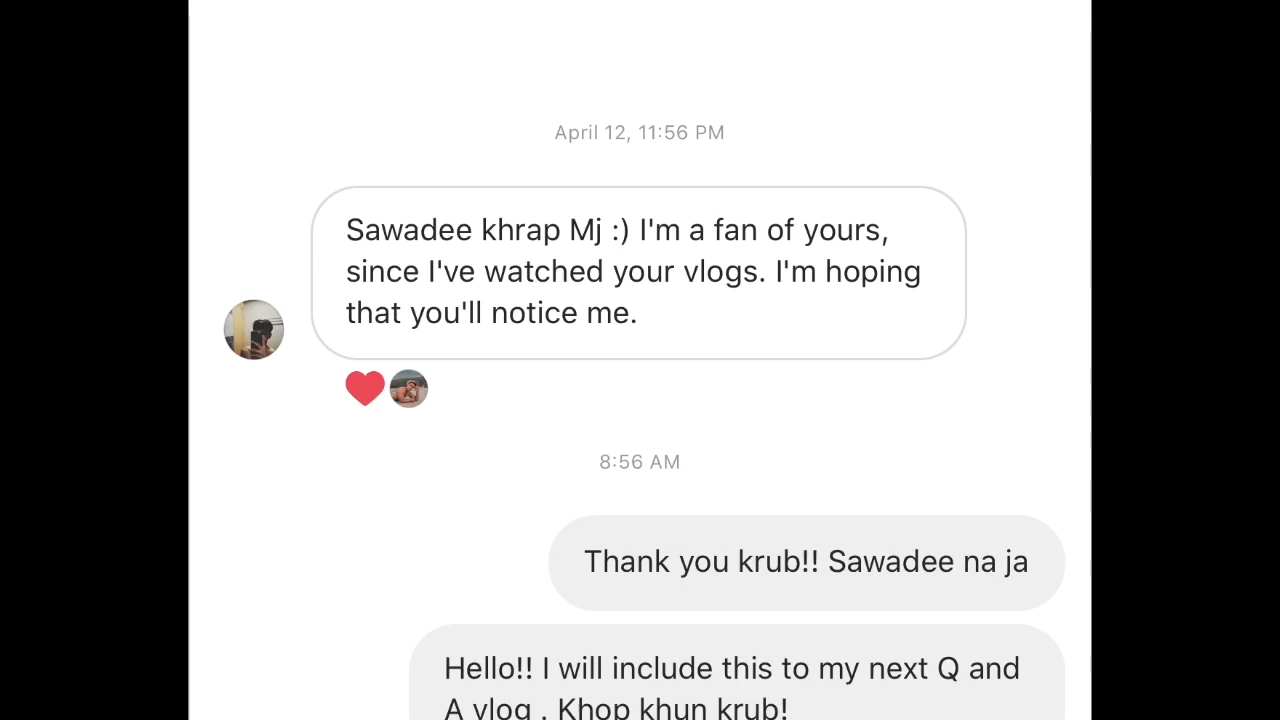 April 12, 11:56 PM
Sawadee khrap Mj :) I'm a fan of yours,
since I've watched your vlogs. I'm hoping
that you'll notice me.
8:56 AM
Thank you krub!! Sawadee na ja
Hello!! I will include this to my next Q and
A vlog . Khop khun krub!